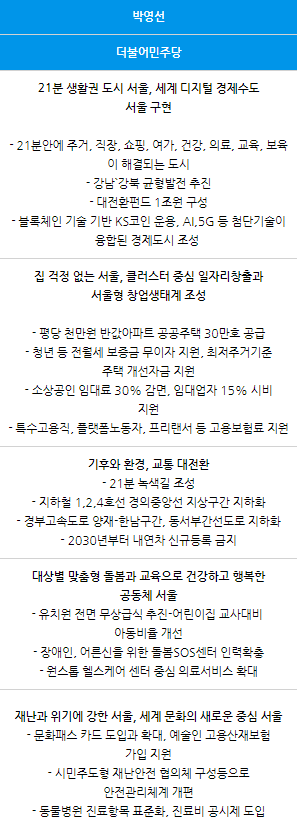 박영선
더불어민주당
21분 생활권 도시 서울, 세계 디지털 경제수도
서울 구현
- 21분안에 주거, 직장, 쇼핑, 여가, 건강, 의료, 교육, 보육
이 해결되는 도시
- 강남`강북 균형발전 추진
- 대전환펀드 1조원 구성
- 블록체인 기술 기반 KS코인 운용, AI,5G 등 첨단기술이
융합된 경제도시 조성
집 걱정 없는 서울, 클러스터 중심 일자리창출과
서울형 창업생태계 조성
- 평당 천만원 반값아파트 공공주택 30만호 공급
- 청년 등 전월세 보증금 무이자 지원, 최저주거기준
주택 개선자금 지원
- 소상공인 임대료 30% 감면, 임대업자 15% 시비
지원
- 특수고용직, 플랫폼노동자, 프리랜서 등 고용보험료 지원
기후와 환경, 교통 대전환
- 21분 녹색길 조성
- 지하철 1,2,4호선 경의중앙선 지상구간 지하화
- 경부고속도로 양재-한남구간, 동서부간선도로 지하화
- 2030년부터 내연차 신규등록 금지
대상별 맞춤형 돌봄과 교육으로 건강하고 행복한
공동체 서울
- 유치원 전면 무상급식 추진-어린이집 교사대비
아동비율 개선
- 장애인, 어르신을 위한 돌봄SOS센터 인력확충
- 원스톱 헬스케어 센터 중심 의료서비스 확대
재난과 위기에 강한 서울, 세계 문화의 새로운 중심 서울
- 문화패스 카드 도입과 확대, 예술인 고용산재보험
가입 지원
- 시민주도형 재난안전 협의체 구성등으로
안전관리체계 개편
- 동물병원 진료항목 표준화, 진료비 공시제 도입